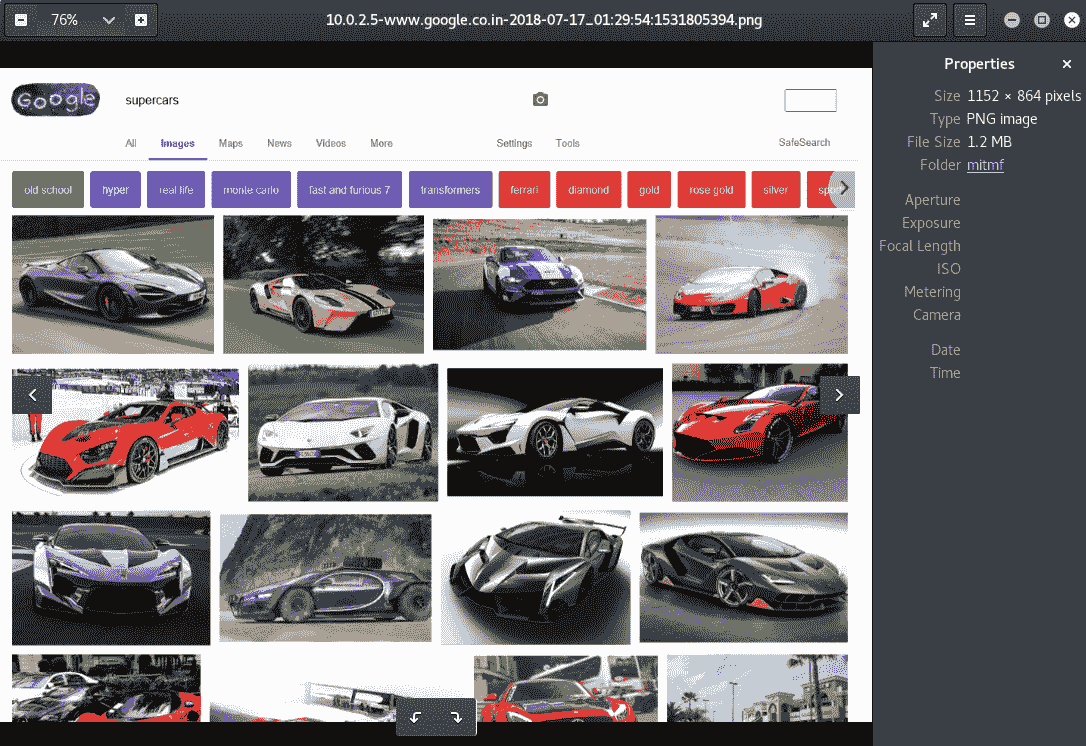 76% 10.0.2.5-www.google.co.in-2018-07-17_01:29:54:1531805394.png
Properties
Size 1152 × 864 pixels
Type PNG image
File Size 1.2 MB
Folder mitmf
Aperture
Exposure
Focal Length
ISO
Metering
Camera
Date
Time
Google supercars
All Images Maps News Videos More Settings Tools SafeSearch
old school hyper real life monte carlo fast and furious 7 transformers ferrari diamond gold rose gold silver